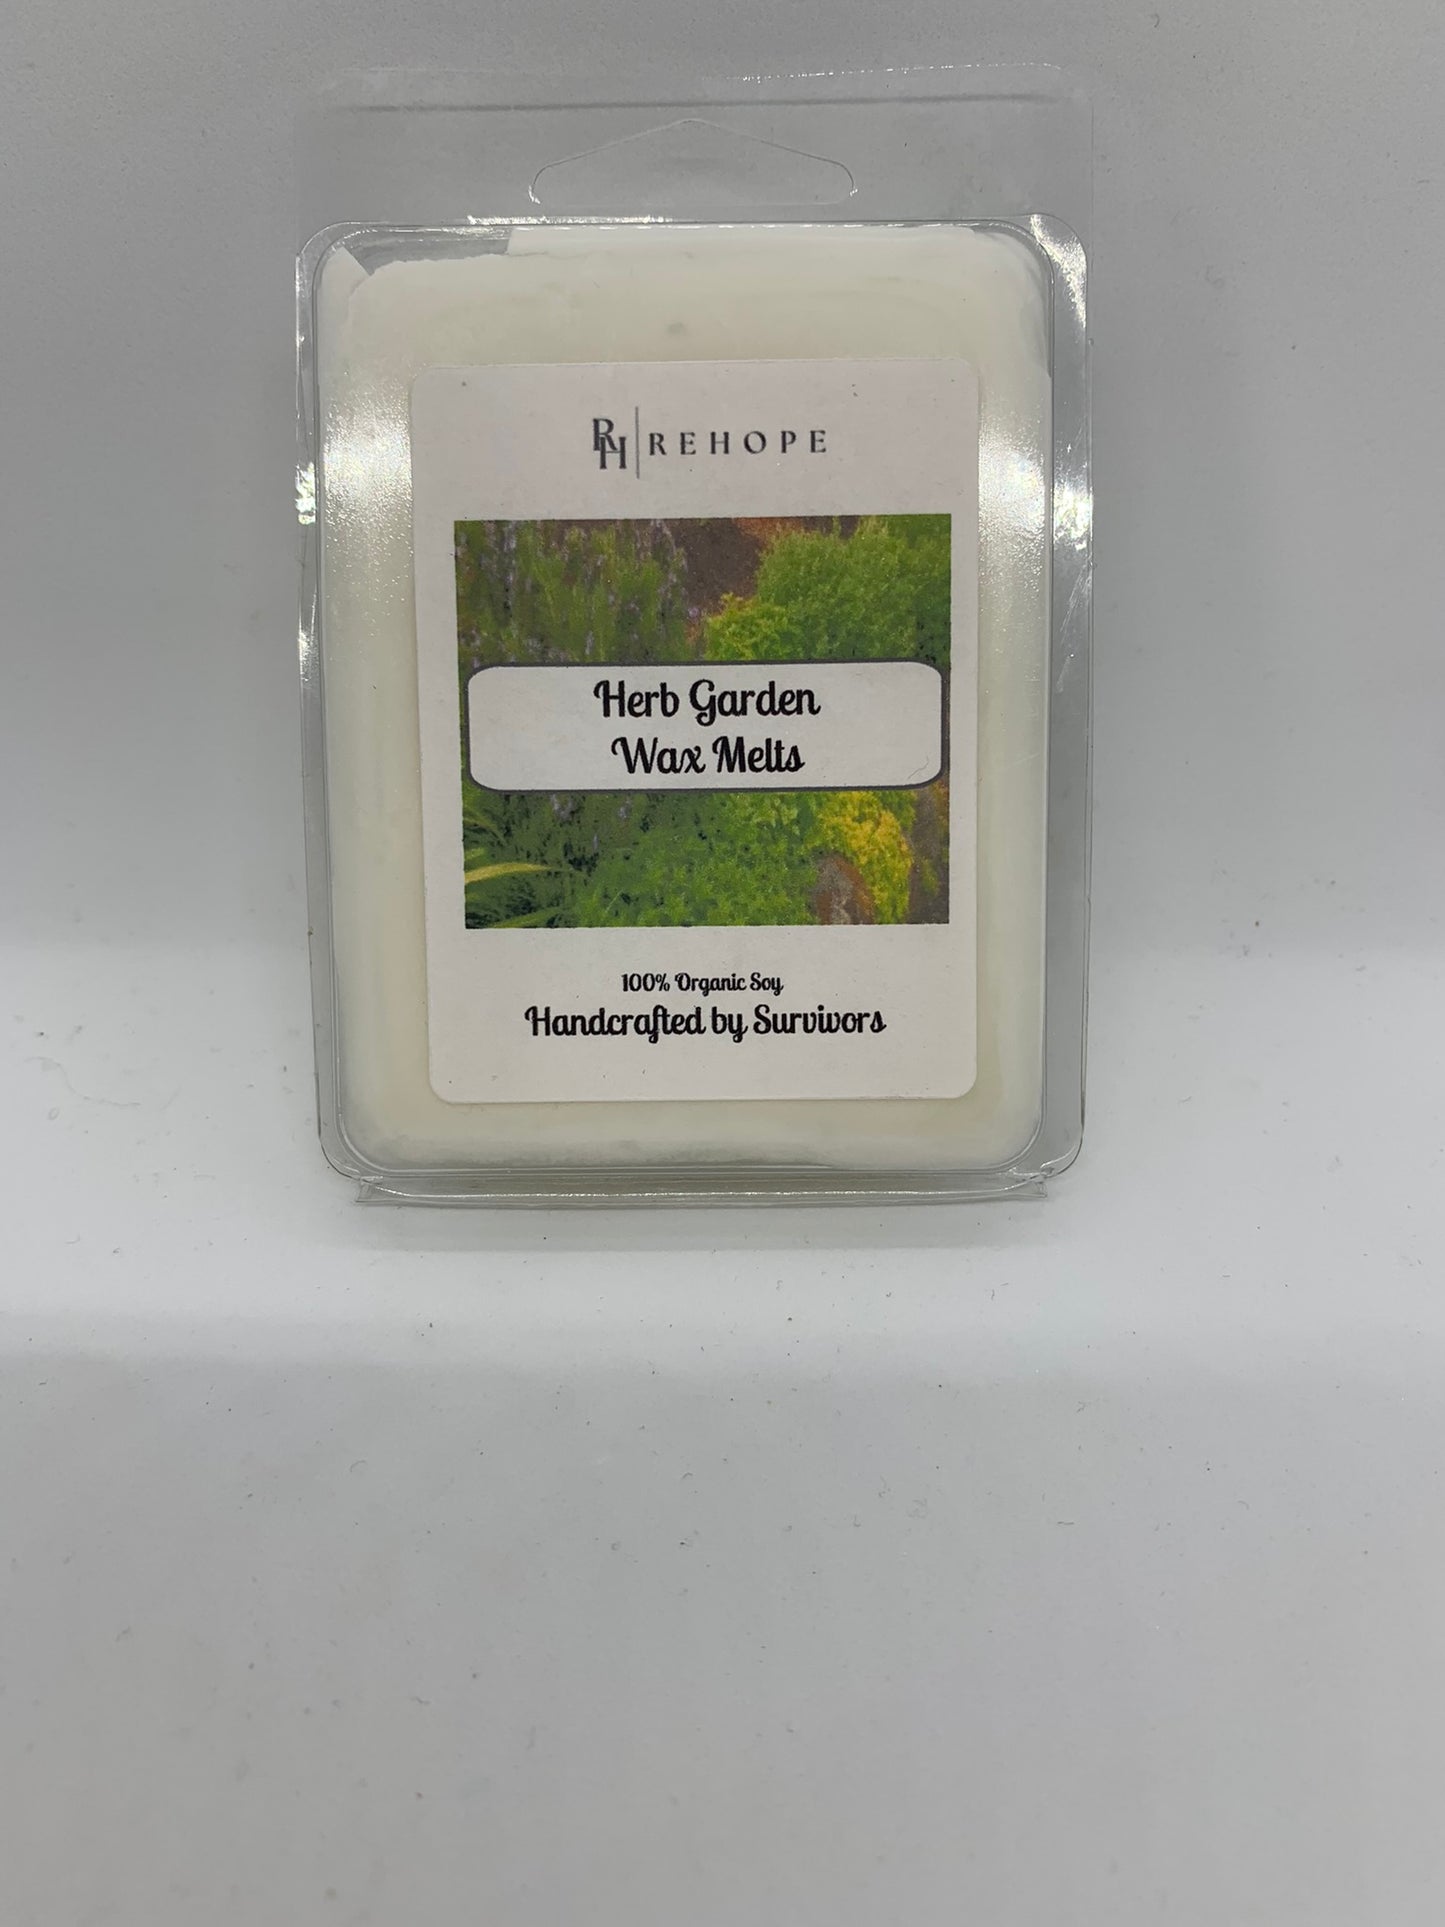 RH REHOPE
Herb Garden
Wax Melts
100% Organic Soy
Handcrafted by Survivors